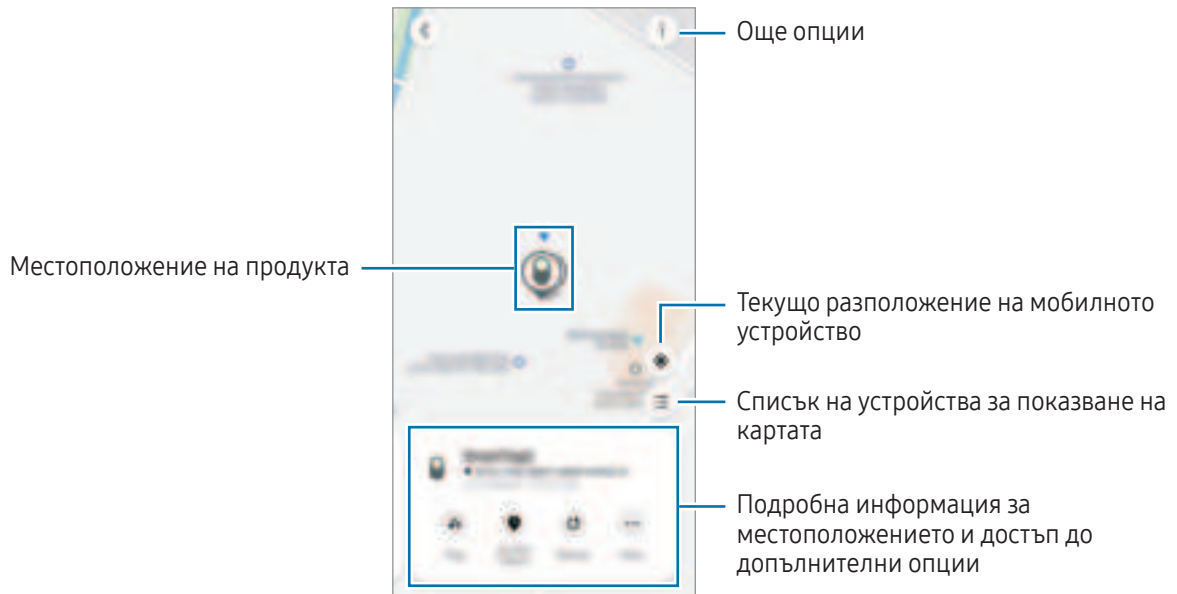 Още опции
Местоположение на продукта
Текущо разположение на мобилното
устройство
Списък на устройства за показване на
картата
Подробна информация за
местоположението и достъп до
допълнителни опции